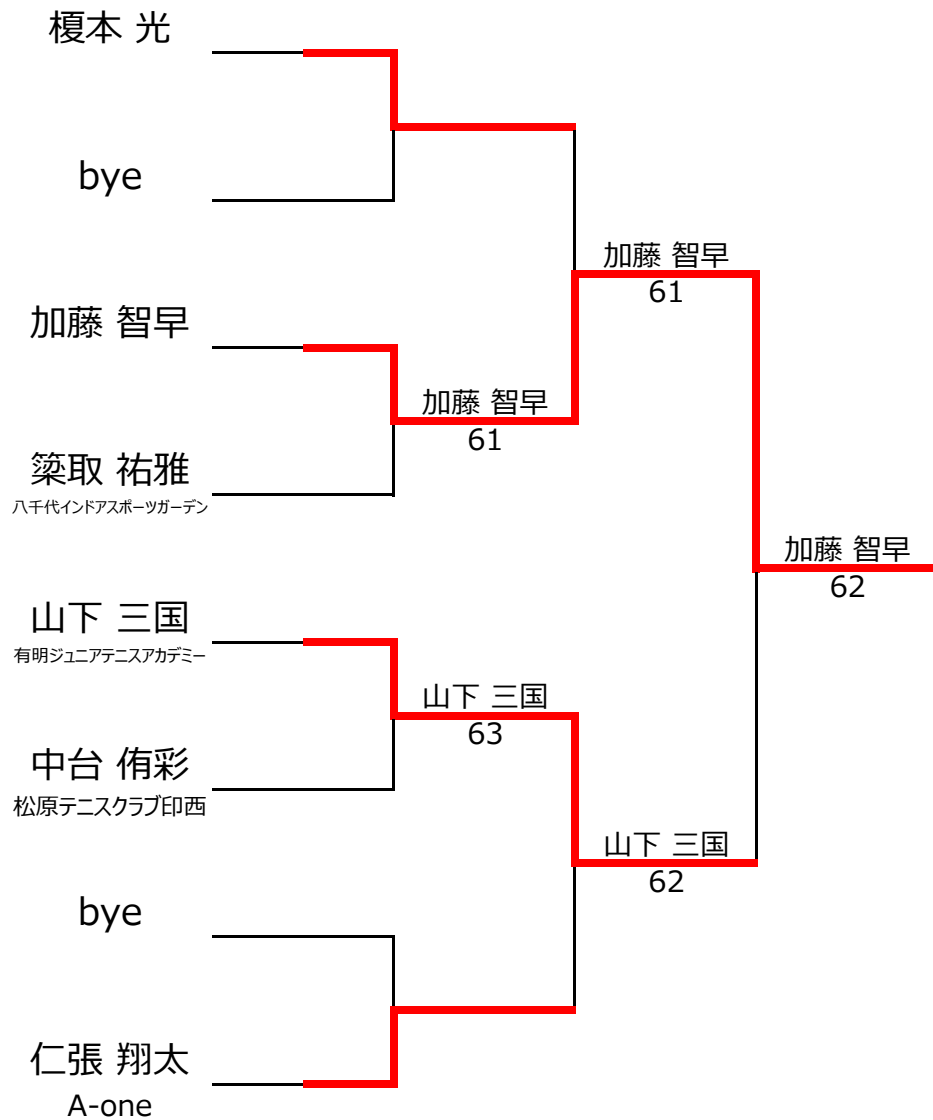 榎本 光
bye
加藤 智早
61
加藤 智早
加藤 智早
61
簗取 祐雅
八千代インドアスポーツガーデン
加藤 智早
62
山下 三国
有明ジュニアテニスアカデミー
山下 三国
63
中台 侑彩
松原テニスクラブ印西
山下 三国
62
bye
仁張 翔太
A-one